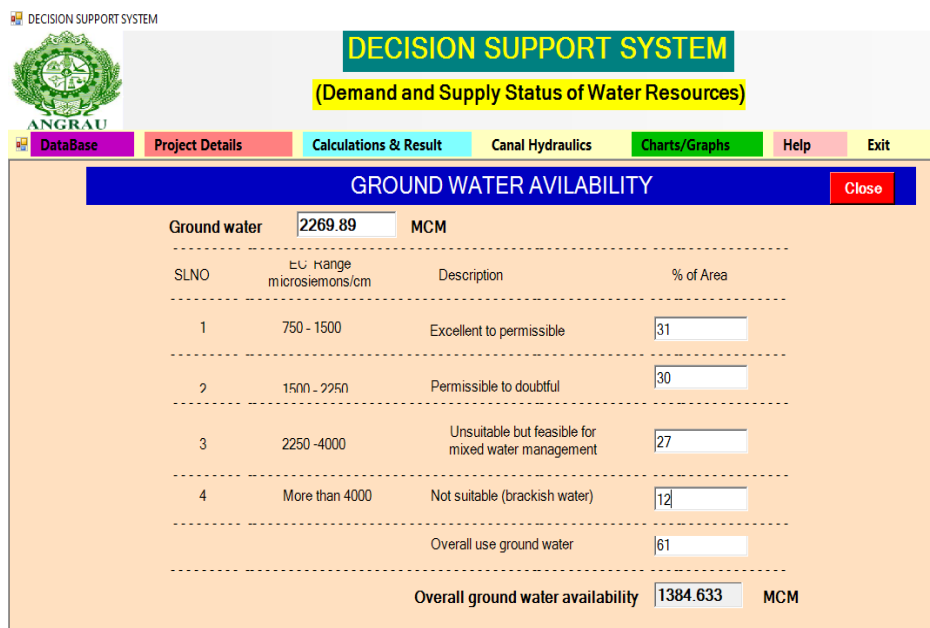 DECISION SUPPORT SYSTEM
DECISION SUPPORT SYSTEM
(Demand and Supply Status of Water Resources)
ANGRAU
DataBase Project Details Calculations & Result Canal Hydraulics Charts/Graphs Help Exit
GROUND WATER AVILABILITY Close
Ground water 2269.89 MCM
SLNO EC Range microsiemons/cm Description % of Area
1 750 - 1500 Excellent to permissible 31
2 1500 - 2250 Permissible to doubtful 30
3 2250 -4000 Unsuitable but feasible for mixed water management 27
4 More than 4000 Not suitable (brackish water) 12
Overall use ground water 61
Overall ground water availability 1384.633 MCM